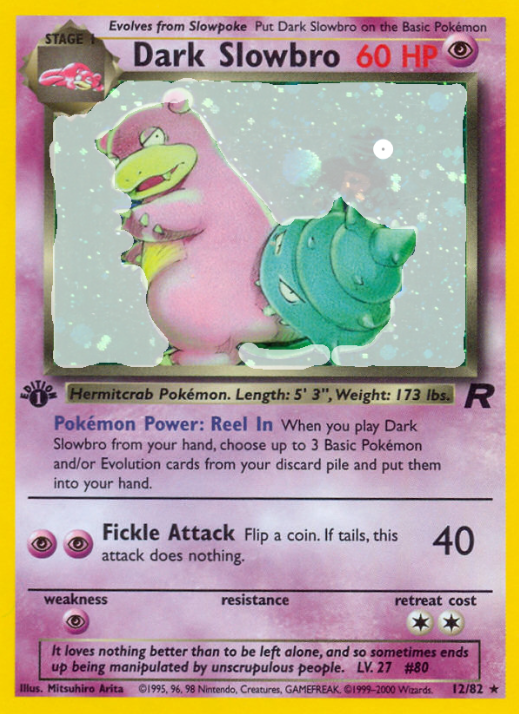 Evolves from Slowpoke Put Dark Slowbro on the Basic Pokémon
STAGE 1
Dark Slowbro 60 HP
EDITION
1
Hermitcrab Pokémon. Length: 5' 3", Weight: 173 lbs.
R
Pokémon Power: Reel In When you play Dark
Slowbro from your hand, choose up to 3 Basic Pokémon
and/or Evolution cards from your discard pile and put them
into your hand.
Fickle Attack Flip a coin. If tails, this
attack does nothing.
40
weakness resistance retreat cost
It loves nothing better than to be left alone, and so sometimes ends
up being manipulated by unscrupulous people. LV. 27 #80
Illus. Mitsuhiro Arita ©1995, 96, 98 Nintendo, Creatures, GAMEFREAK. ©1999-2000 Wizards. 12/82 ★